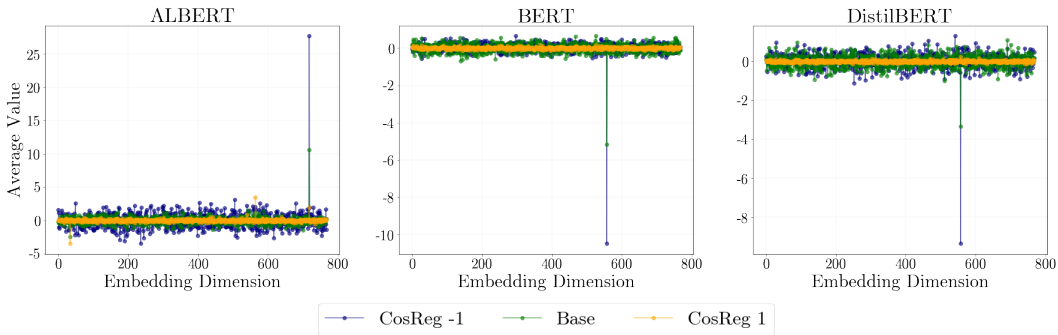 ALBERT
BERT
DistilBERT
Average Value
25
20
15
10
5
0
-5
0 200 400 600 800
Embedding Dimension
0
-2
-4
-6
-8
-10
0 200 400 600 800
Embedding Dimension
0
-2
-4
-6
-8
0 200 400 600 800
Embedding Dimension
CosReg -1 Base CosReg 1